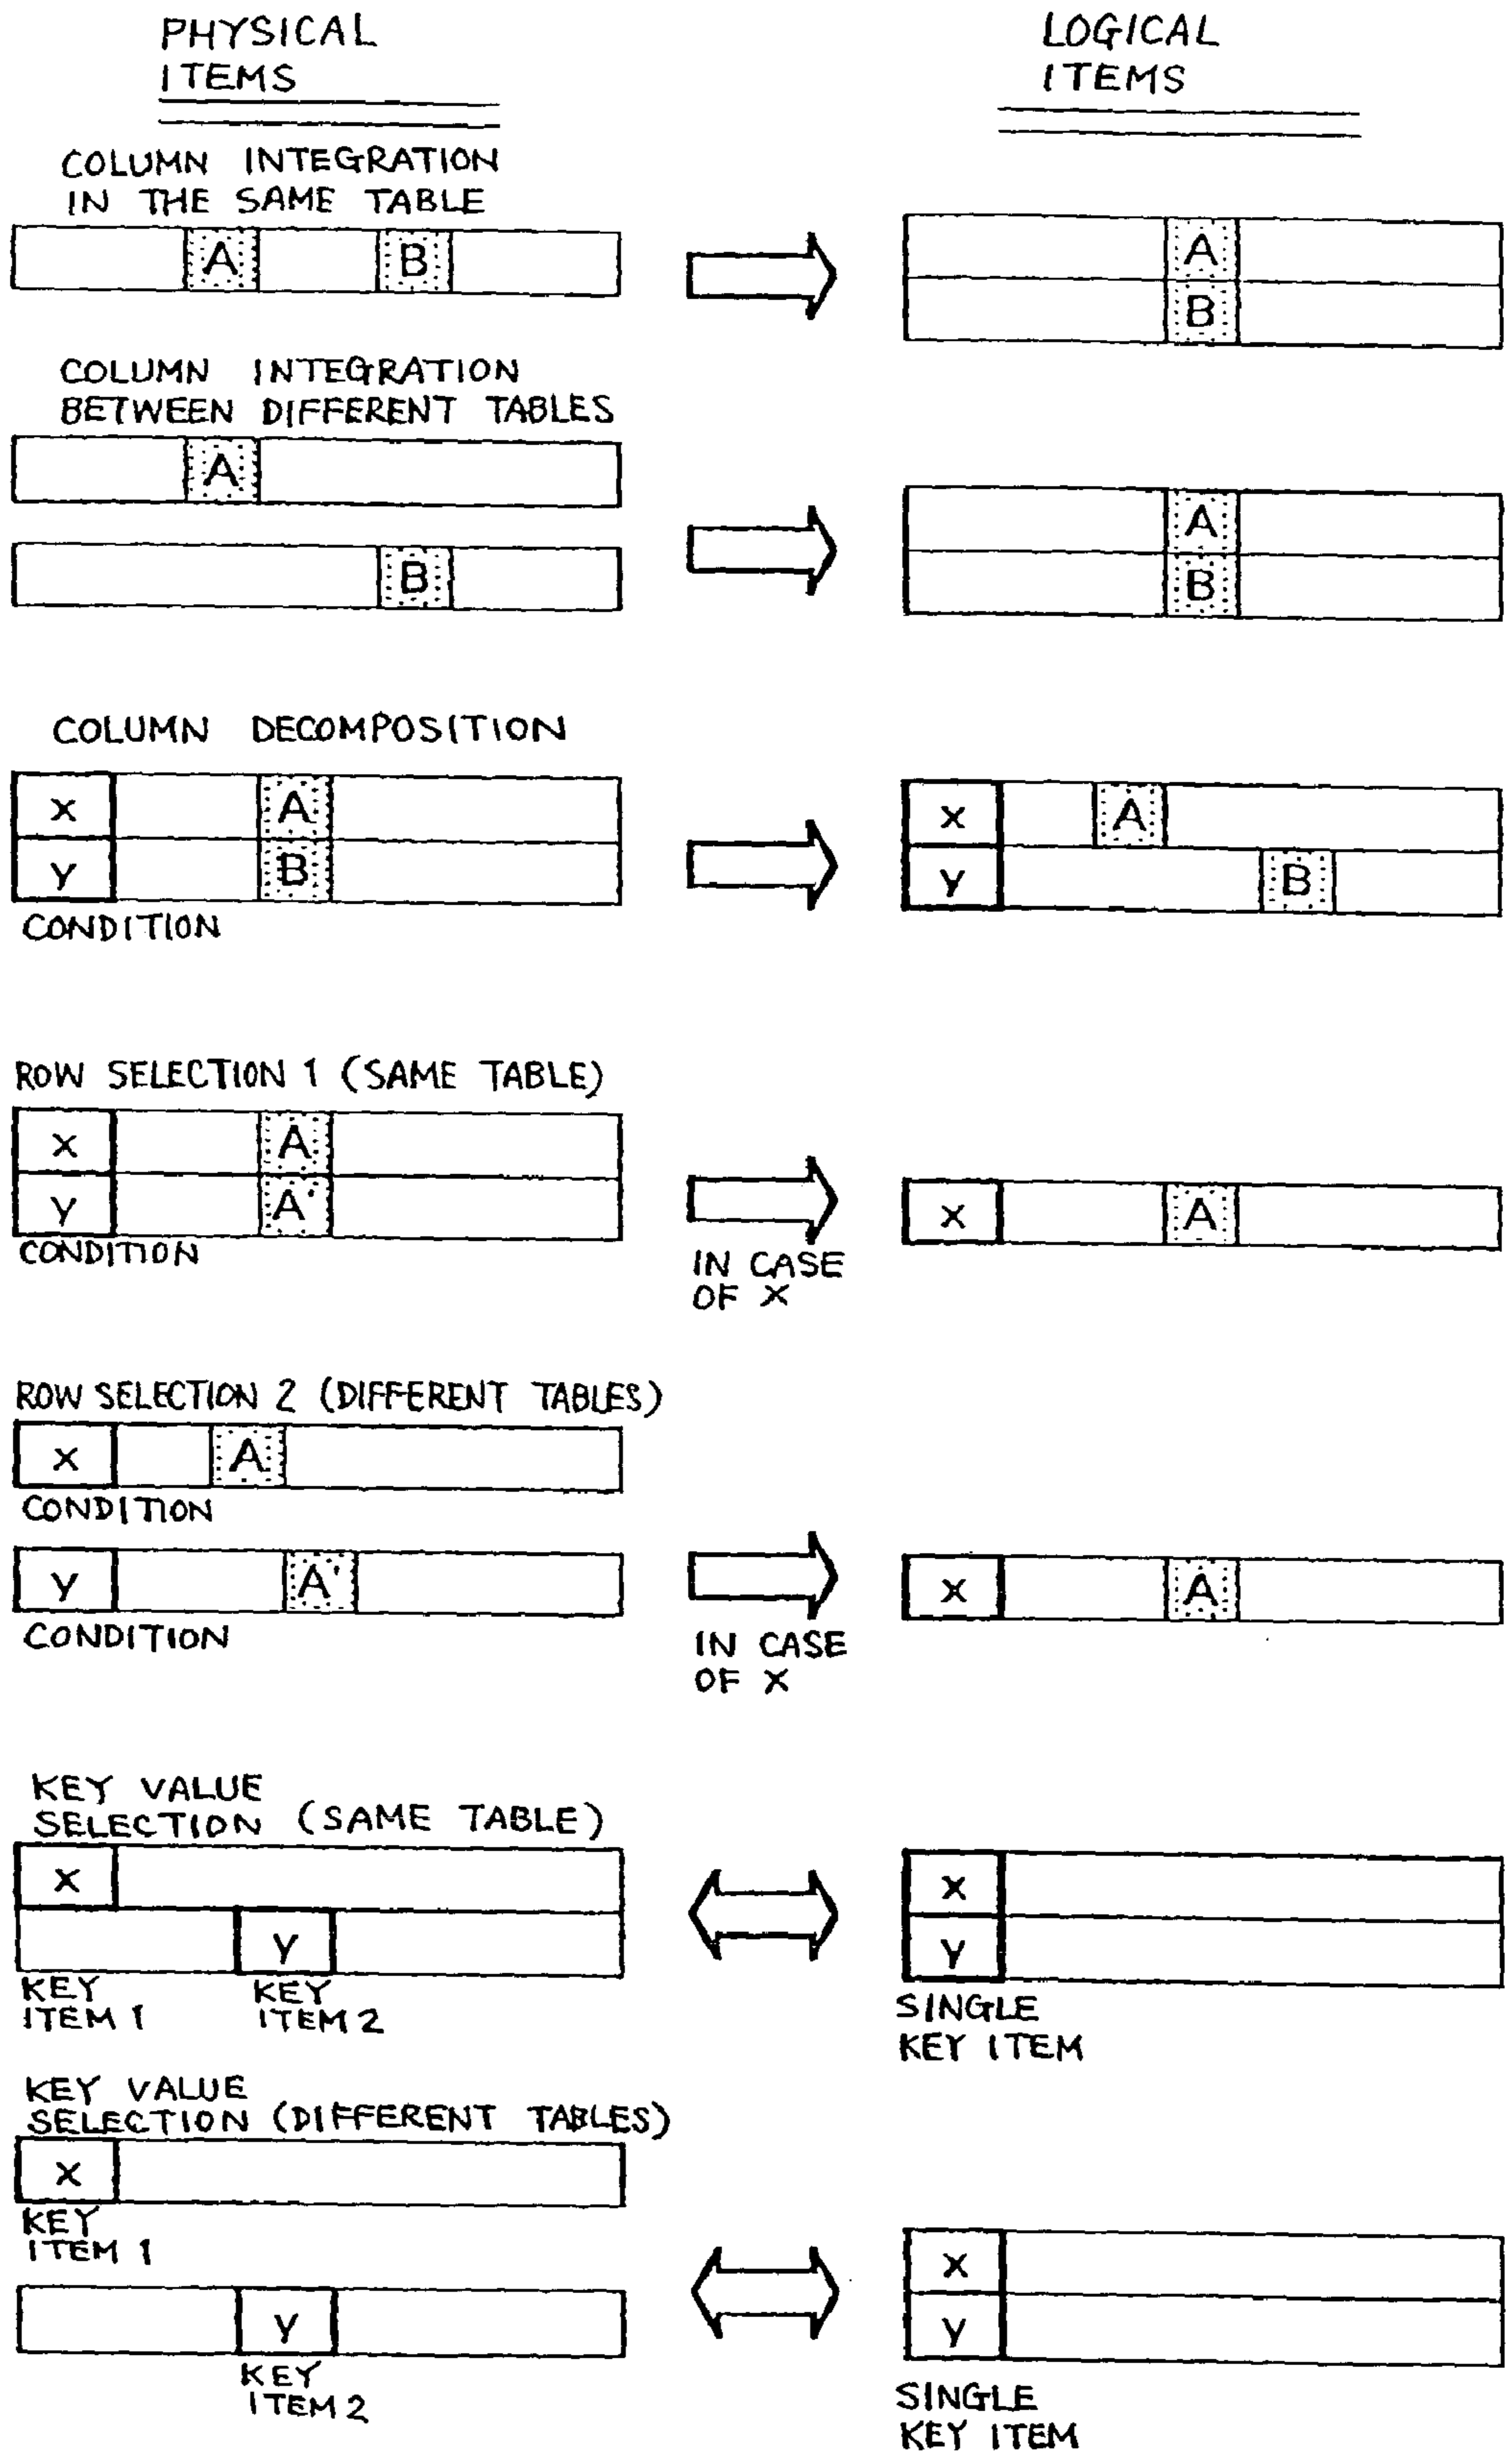 PHYSICAL
ITEMS
LOGICAL
ITEMS
COLUMN INTEGRATION
IN THE SAME TABLE
A B
A
B
COLUMN INTEGRATION
BETWEEN DIFFERENT TABLES
A
B
A
B
COLUMN DECOMPOSITION
x A
y B
CONDITION
x A
y B
ROW SELECTION 1 (SAME TABLE)
x A
y A'
CONDITION
IN CASE
OF X
x A
ROW SELECTION 2 (DIFFERENT TABLES)
x A
CONDITION
y A'
CONDITION
IN CASE
OF X
x A
KEY VALUE
SELECTION (SAME TABLE)
x
y
KEY
ITEM 1
KEY
ITEM 2
x
y
SINGLE
KEY ITEM
KEY VALUE
SELECTION (DIFFERENT TABLES)
x
KEY
ITEM 1
y
KEY
ITEM 2
x
y
SINGLE
KEY ITEM